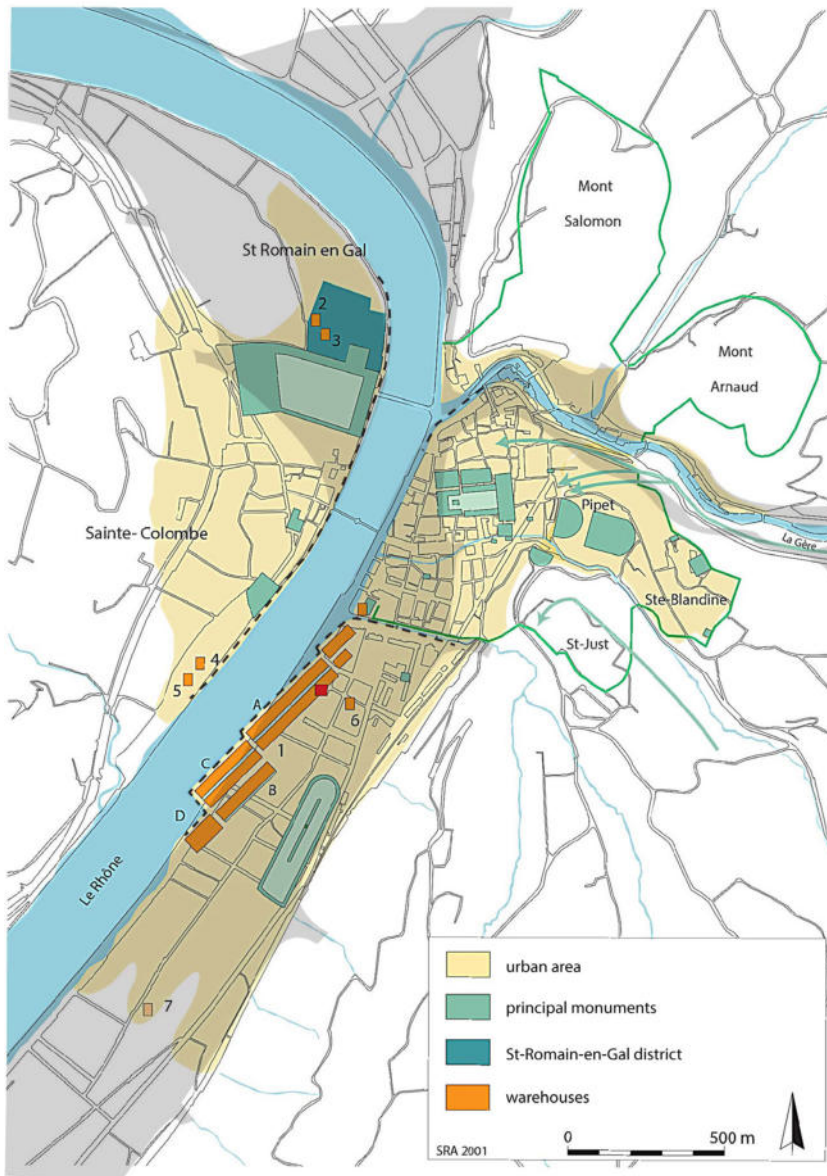 Mont
Salomon
St Romain en Gal
2
3
Mont
Arnaud
Pipet
Sainte- Colombe
La Gère
Ste-Blandine
St-Just
4
5
A
6
1
C
B
D
Le Rhône
7
urban area
principal monuments
St-Romain-en-Gal district
warehouses
SRA 2001
0
500 m